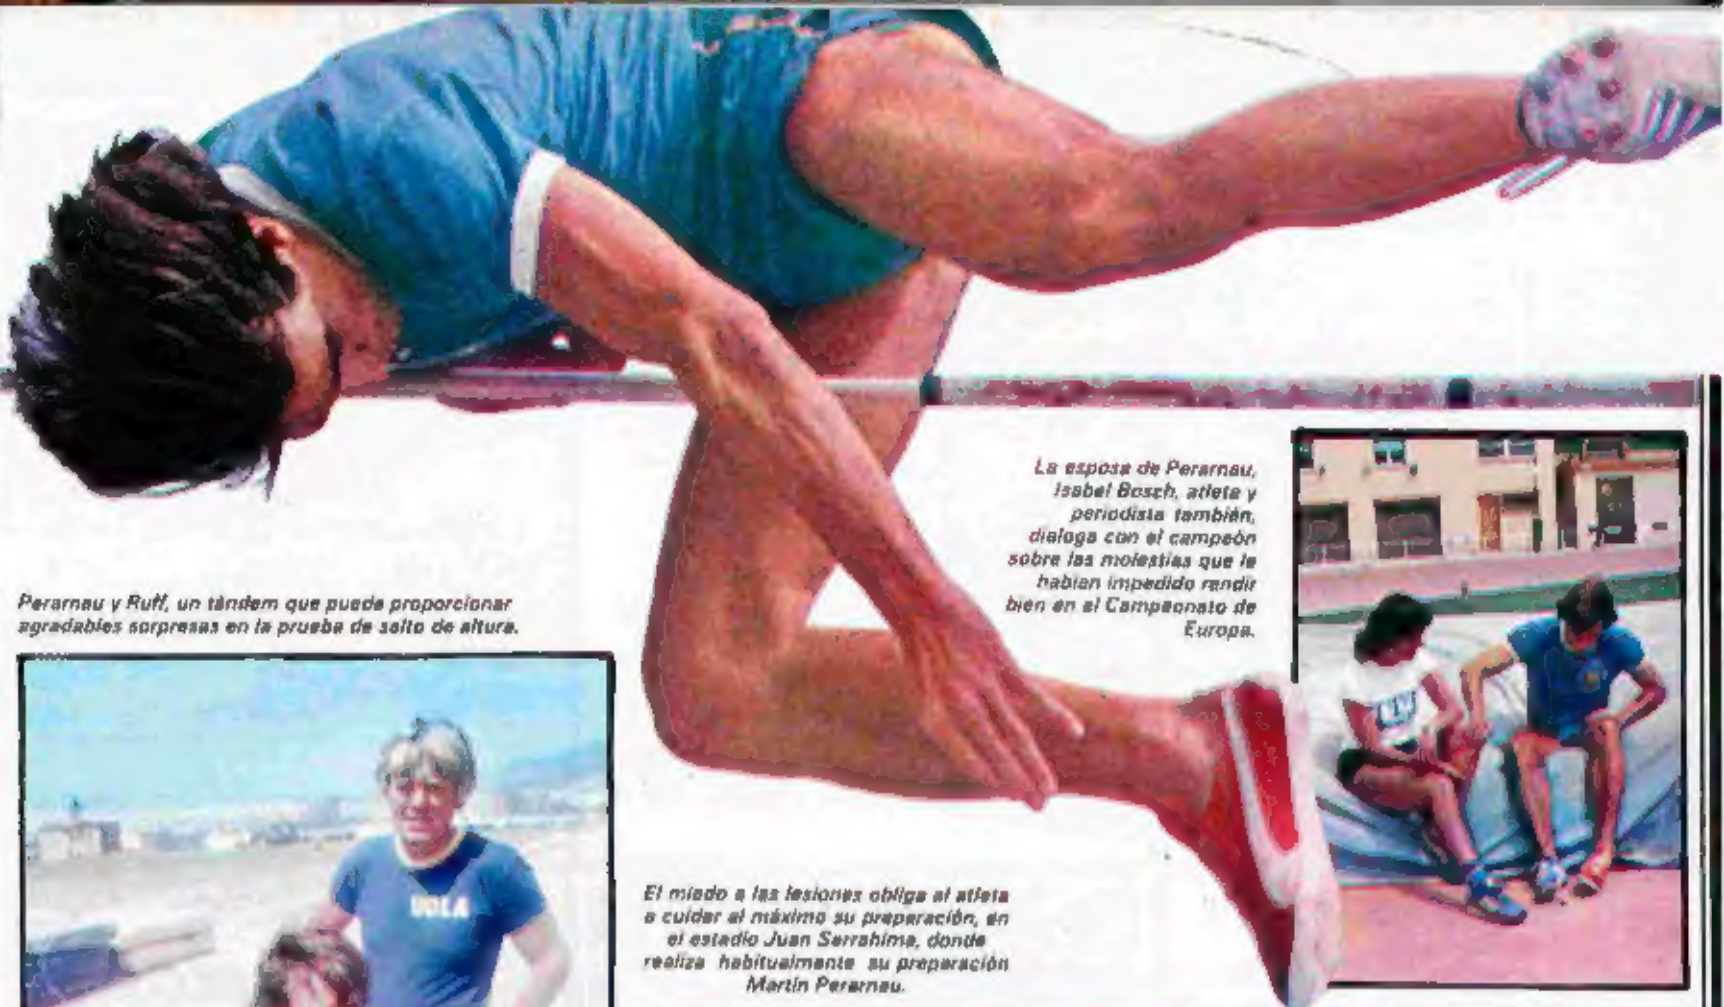 La esposa de Perarnau,
Isabel Bosch, atleta y
periodista también,
dialoga con el campeón
sobre las molestias que le
habían impedido rendir
bien en el Campeonato de
Europa.
Perarnau y Ruff, un tándem que puede proporcionar
agradables sorpresas en la prueba de salto de altura.
El miedo a las lesiones obliga al atleta
a cuidar al máximo su preparación, en
el estadio Juan Serrahima, donde
realiza habitualmente su preparación
Martín Perarnau.